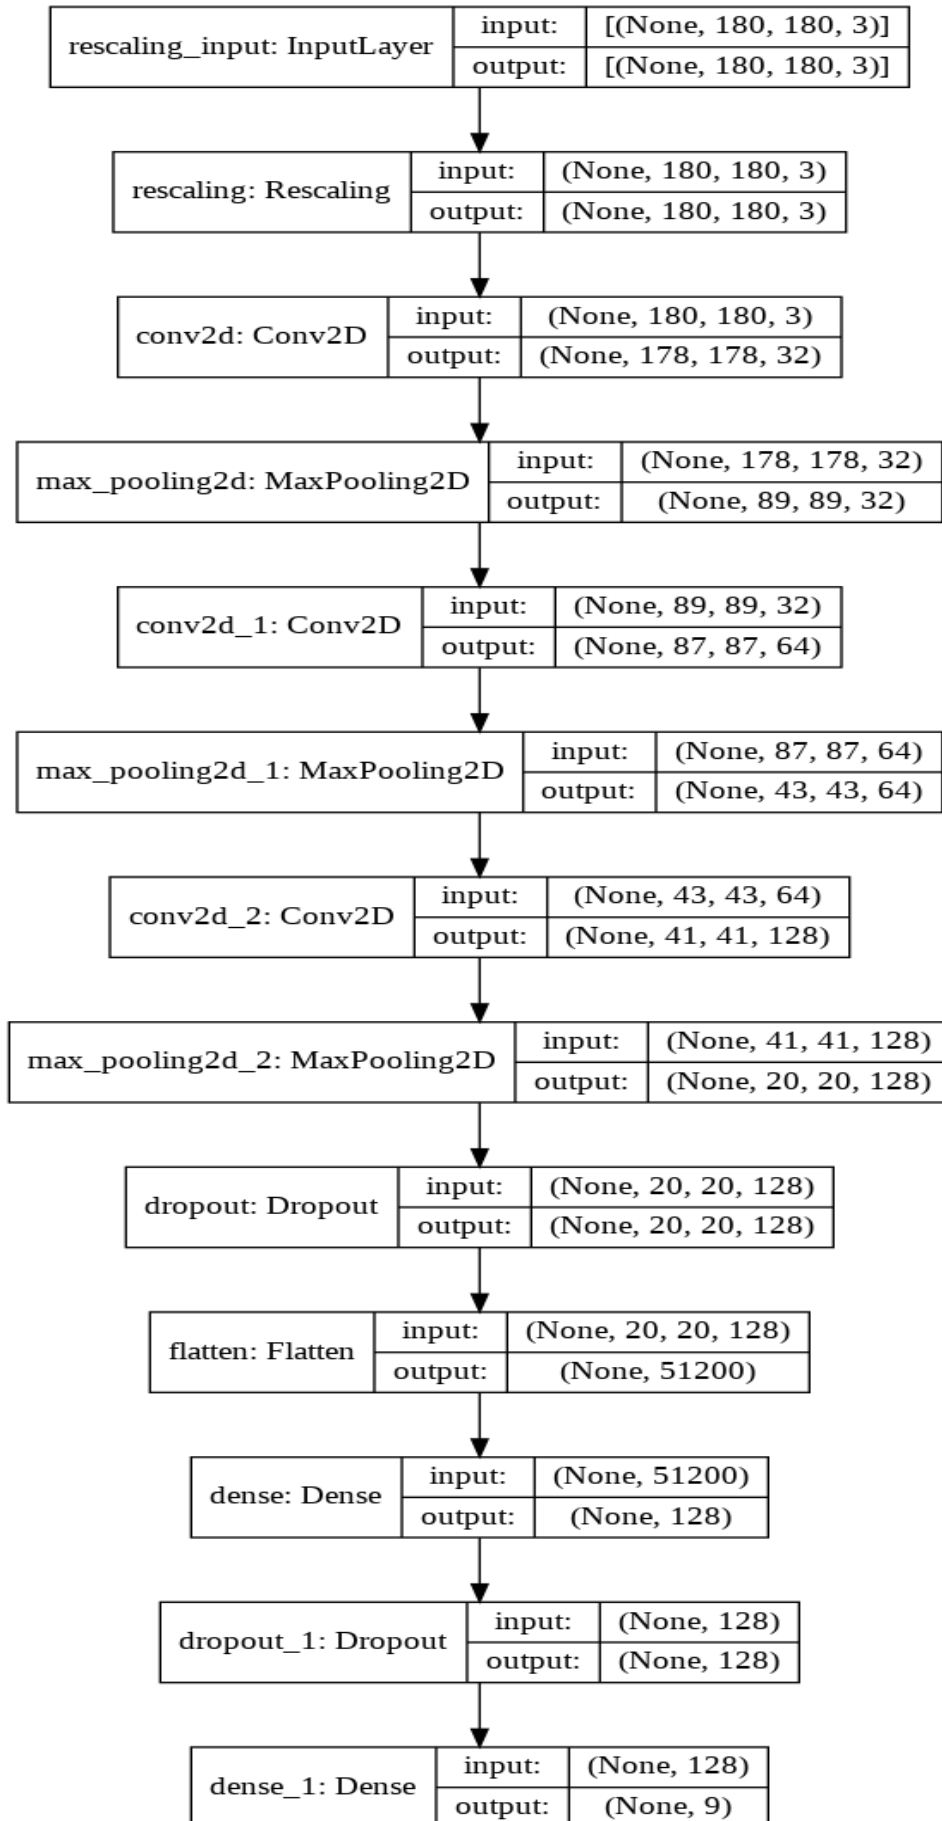 rescaling_input: InputLayer
input: [(None, 180, 180, 3)]
output: [(None, 180, 180, 3)]
rescaling: Rescaling
input: (None, 180, 180, 3)
output: (None, 180, 180, 3)
conv2d: Conv2D
input: (None, 180, 180, 3)
output: (None, 178, 178, 32)
max_pooling2d: MaxPooling2D
input: (None, 178, 178, 32)
output: (None, 89, 89, 32)
conv2d_1: Conv2D
input: (None, 89, 89, 32)
output: (None, 87, 87, 64)
max_pooling2d_1: MaxPooling2D
input: (None, 87, 87, 64)
output: (None, 43, 43, 64)
conv2d_2: Conv2D
input: (None, 43, 43, 64)
output: (None, 41, 41, 128)
max_pooling2d_2: MaxPooling2D
input: (None, 41, 41, 128)
output: (None, 20, 20, 128)
dropout: Dropout
input: (None, 20, 20, 128)
output: (None, 20, 20, 128)
flatten: Flatten
input: (None, 20, 20, 128)
output: (None, 51200)
dense: Dense
input: (None, 51200)
output: (None, 128)
dropout_1: Dropout
input: (None, 128)
output: (None, 128)
dense_1: Dense
input: (None, 128)
output: (None, 9)